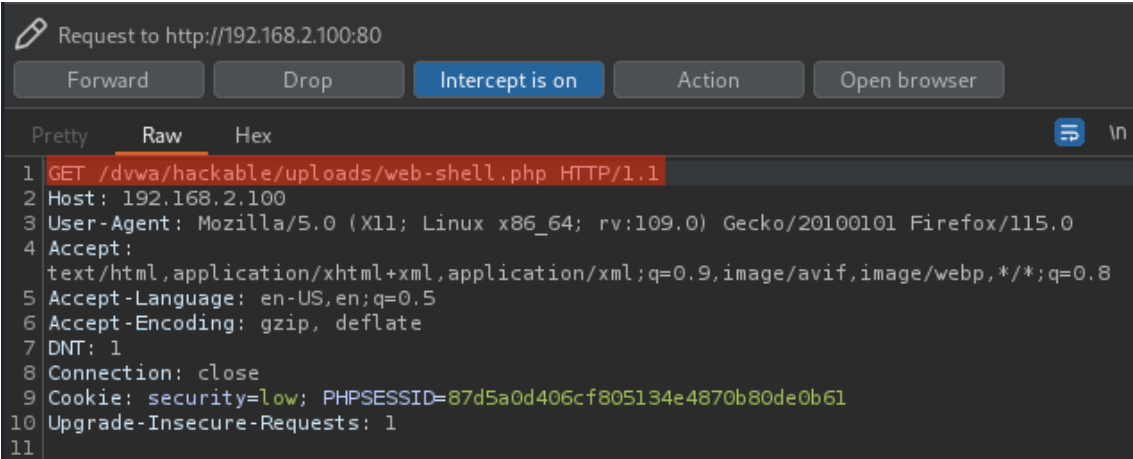 Request to http://192.168.2.100:80
Forward Drop Intercept is on Action Open browser
Pretty Raw Hex \n
1 GET /dvwa/hackable/uploads/web-shell.php HTTP/1.1
2 Host: 192.168.2.100
3 User-Agent: Mozilla/5.0 (X11; Linux x86_64; rv:109.0) Gecko/20100101 Firefox/115.0
4 Accept:
text/html,application/xhtml+xml,application/xml;q=0.9,image/avif,image/webp,*/*;q=0.8
5 Accept-Language: en-US,en;q=0.5
6 Accept-Encoding: gzip, deflate
7 DNT: 1
8 Connection: close
9 Cookie: security=low; PHPSESSID=87d5a0d406cf805134e4870b80de0b61
10 Upgrade-Insecure-Requests: 1
11